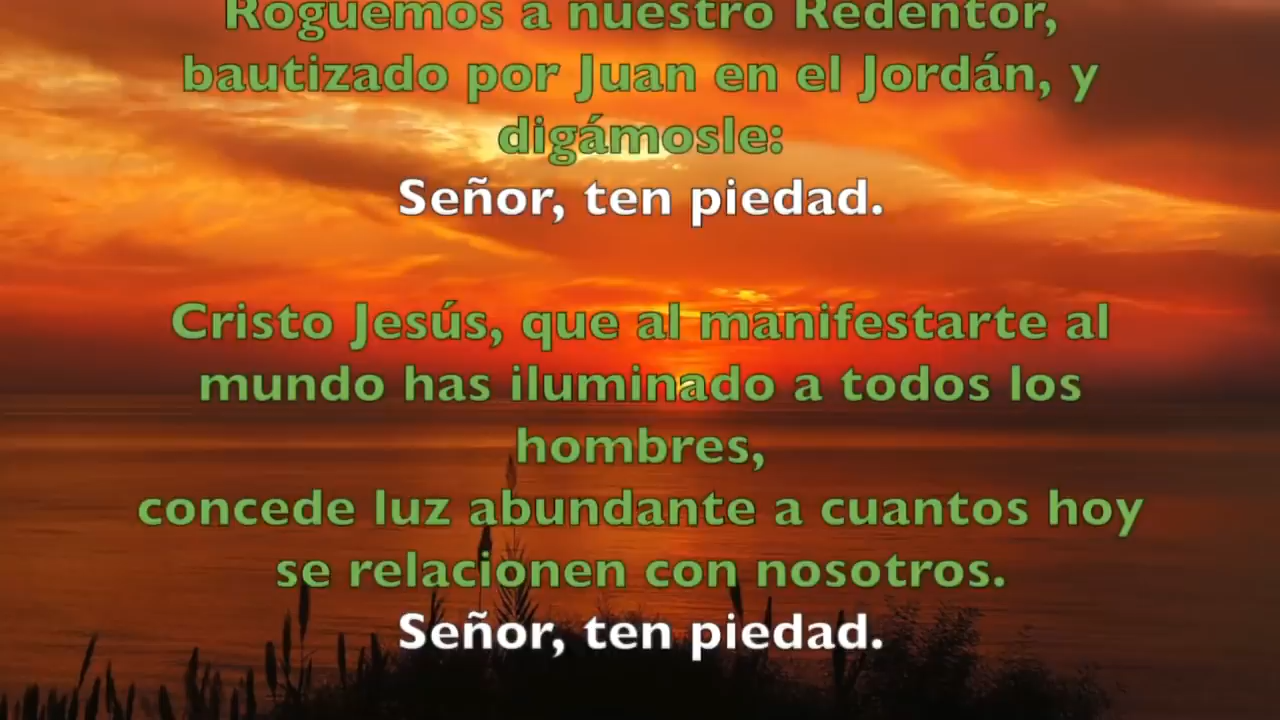 Roguemos a nuestro Redentor,
bautizado por Juan en el Jordán, y
digámosle:
Señor, ten piedad.
Cristo Jesús, que al manifestarte al
mundo has iluminado a todos los
hombres,
concede luz abundante a cuantos hoy
se relacionen con nosotros.
Señor, ten piedad.